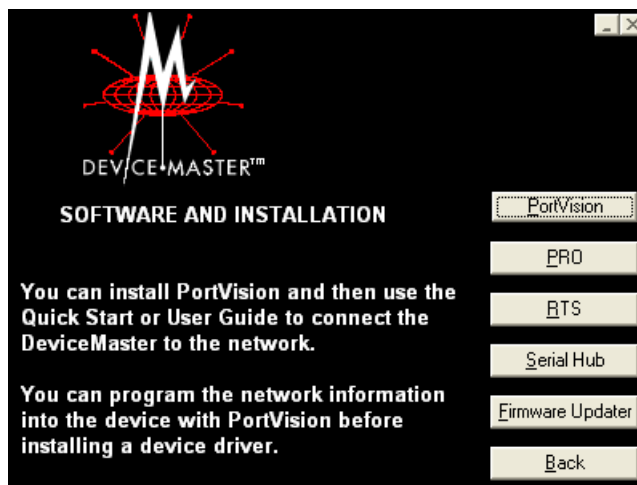 DEVICEMASTER™
SOFTWARE AND INSTALLATION
PortVision
PRO
You can install PortVision and then use the
Quick Start or User Guide to connect the
DeviceMaster to the network.
RTS
Serial Hub
You can program the network information
into the device with PortVision before
installing a device driver.
Firmware Updater
Back